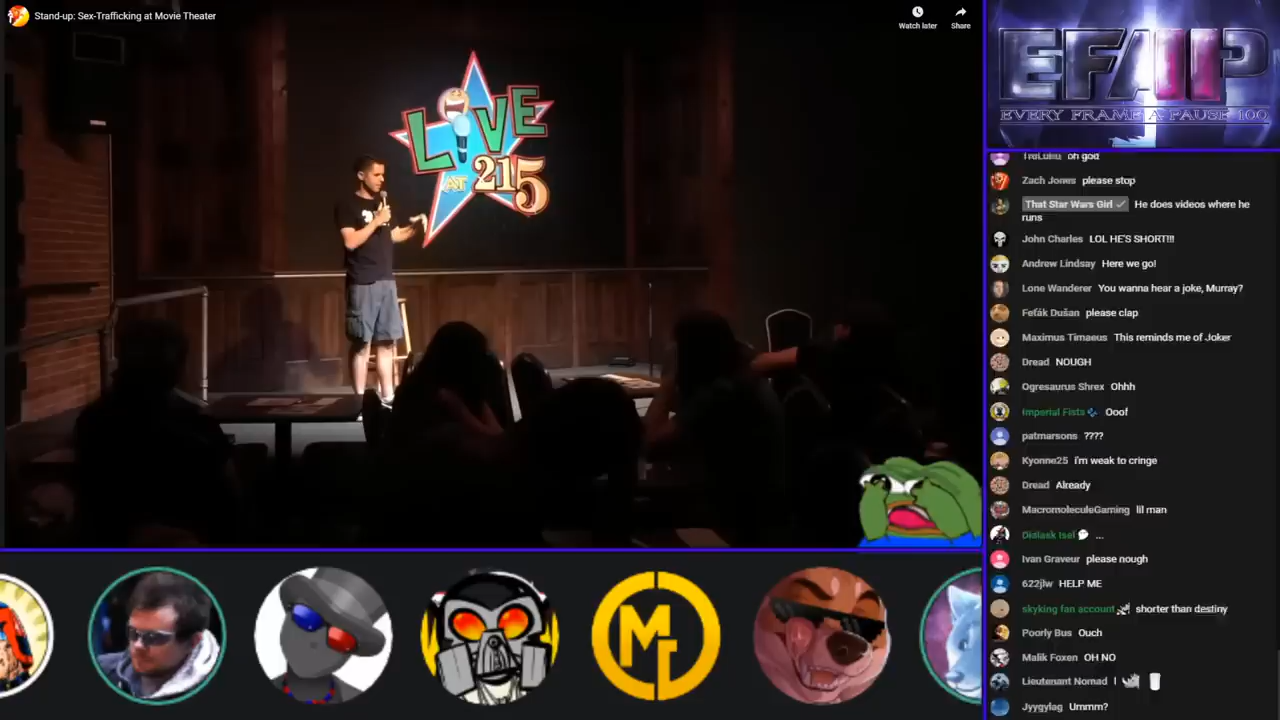 Stand-up: Sex-Trafficking at Movie Theater
Watch later
Share
LIVE
AT 215
EFAP
EVERY FRAME A PAUSE 100
oh god
Zach Jones please stop
That Star Wars Girl He does videos where he
runs
John Charles LOL HE'S SHORT!!!
Andrew Lindsay Here we go!
Lone Wanderer You wanna hear a joke, Murray?
Feťák Dušan please clap
Maximus Timaeus This reminds me of Joker
Dread NOUGH
Ogresaurus Shrex Ohhh
Imperial Fists Ooof
patmarsons ????
Kyonne25 i'm weak to cringe
Dread Already
MacromoleculeGaming lil man
Dialask Isel ...
Ivan Graveur please nough
622jlw HELP ME
skyking fan account shorter than destiny
Poorly Bus Ouch
Malik Foxen OH NO
Lieutenant Nomad I
Jyygylag Ummm?